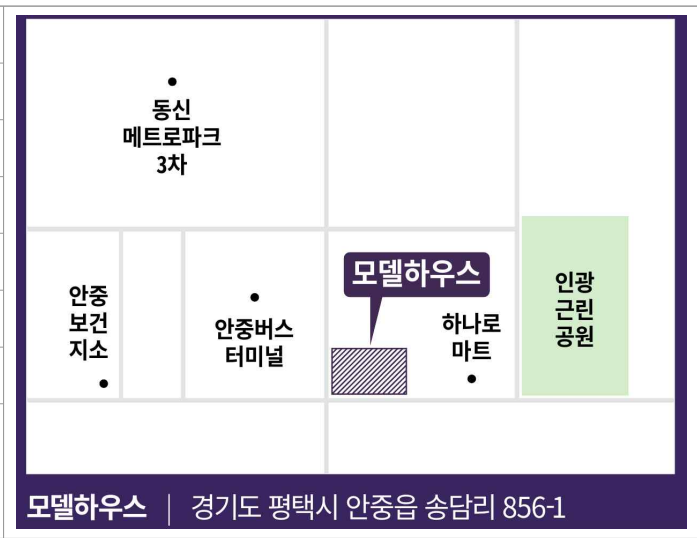 동신
메트로파크
3차
모델하우스
안중
보건
지소
안중버스
터미널
하나로
마트
인광
근린
공원
모델하우스 | 경기도 평택시 안중읍 송담리 856-1